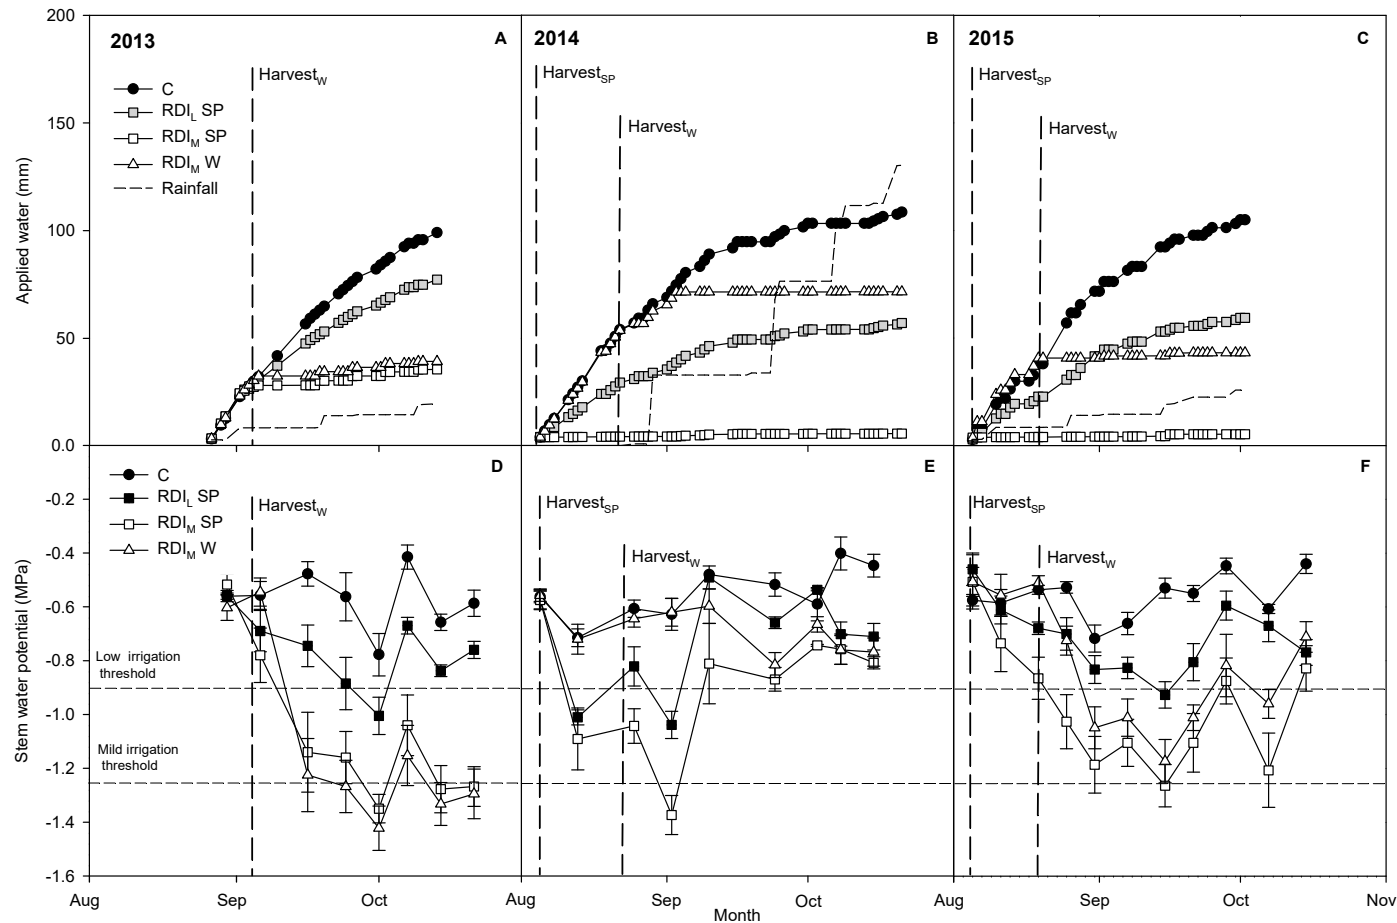 200
150
100
50
0.0
Applied water (mm)
2013
A
Harvest_W
C
RDI_L SP
RDI_M SP
RDI_M W
Rainfall
2014
B
Harvest_SP
Harvest_W
2015
C
Harvest_SP
Harvest_W
-0.2
-0.4
-0.6
-0.8
-1.0
-1.2
-1.4
-1.6
Stem water potential (MPa)
D
C
RDI_L SP
RDI_M SP
RDI_M W
Harvest_W
Low irrigation
threshold
Mild irrigation
threshold
E
Harvest_SP
Harvest_W
F
Harvest_SP
Harvest_W
Aug Sep Oct Aug Sep Oct Aug Sep Oct Nov
Month